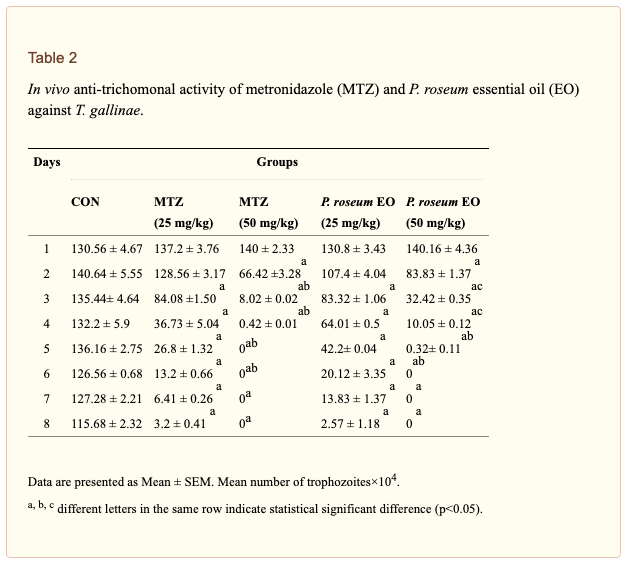 Table 2
In vivo anti-trichomonal activity of metronidazole (MTZ) and P. roseum essential oil (EO)
against T. gallinae.
Days Groups
CON MTZ MTZ P. roseum EO P. roseum EO
(25 mg/kg) (50 mg/kg) (25 mg/kg) (50 mg/kg)
1 130.56 ± 4.67 137.2 ± 3.76 140 ± 2.33 130.8 ± 3.43 140.16 ± 4.36
2 140.64 ± 5.55 128.56 ± 3.17 66.42 ±3.28 a 107.4 ± 4.04 83.83 ± 1.37 a
3 135.44± 4.64 84.08 ±1.50 a 8.02 ± 0.02 ab 83.32 ± 1.06 a 32.42 ± 0.35 ac
4 132.2 ± 5.9 36.73 ± 5.04 a 0.42 ± 0.01 ab 64.01 ± 0.5 a 10.05 ± 0.12 ac
5 136.16 ± 2.75 26.8 ± 1.32 a 0ab 42.2± 0.04 a 0.32± 0.11 ab
6 126.56 ± 0.68 13.2 ± 0.66 a 0ab 20.12 ± 3.35 a 0 ab
7 127.28 ± 2.21 6.41 ± 0.26 a 0a 13.83 ± 1.37 a 0 a
8 115.68 ± 2.32 3.2 ± 0.41 a 0a 2.57 ± 1.18 a 0 a
Data are presented as Mean ± SEM. Mean number of trophozoites×104.
a, b, c different letters in the same row indicate statistical significant difference (p<0.05).